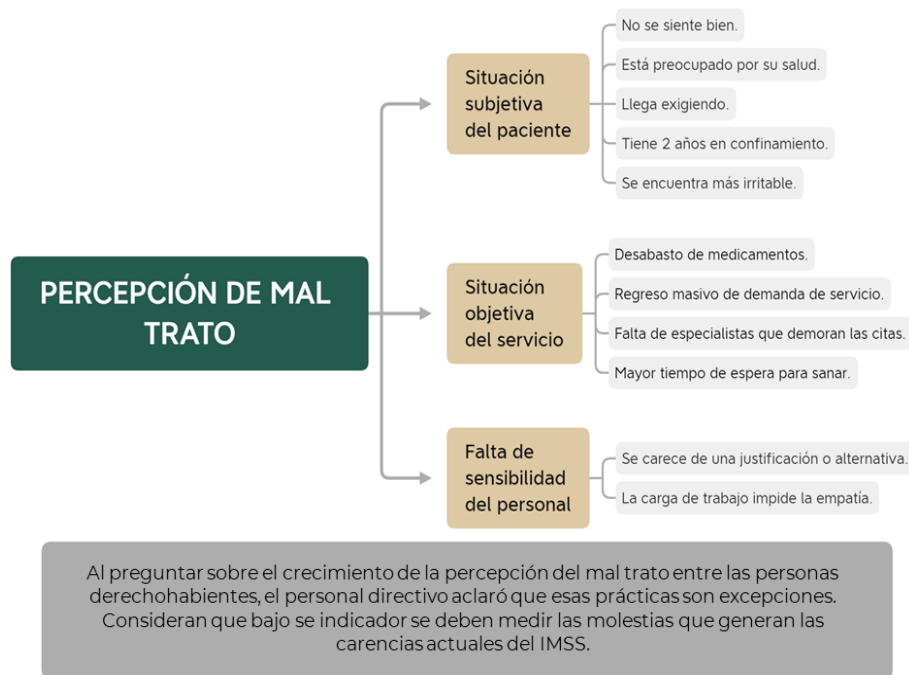 PERCEPCIÓN DE MAL
TRATO
Situación
subjetiva
del paciente
No se siente bien.
Está preocupado por su salud.
Llega exigiendo.
Tiene 2 años en confinamiento.
Se encuentra más irritable.
Situación
objetiva
del servicio
Desabasto de medicamentos.
Regreso masivo de demanda de servicio.
Falta de especialistas que demoran las citas.
Mayor tiempo de espera para sanar.
Falta de
sensibilidad
del personal
Se carece de una justificación o alternativa.
La carga de trabajo impide la empatía.
Al preguntar sobre el crecimiento de la percepción del mal trato entre las personas
derechohabientes, el personal directivo aclaró que esas prácticas son excepciones.
Consideran que bajo se indicador se deben medir las molestias que generan las
carencias actuales del IMSS.